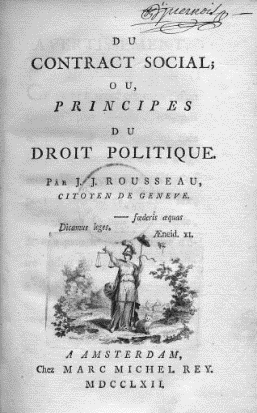 D'Ivernois
DU
CONTRACT SOCIAL;
OU,
PRINCIPES
DU
DROIT POLITIQUE.
PAR J. J. ROUSSEAU,
CITOYEN DE GENEVE.
— fœderis æquas
Dicamus leges,
Æneid. XI.
A AMSTERDAM,
Chez MARC MICHEL REY.
MDCCLXII.